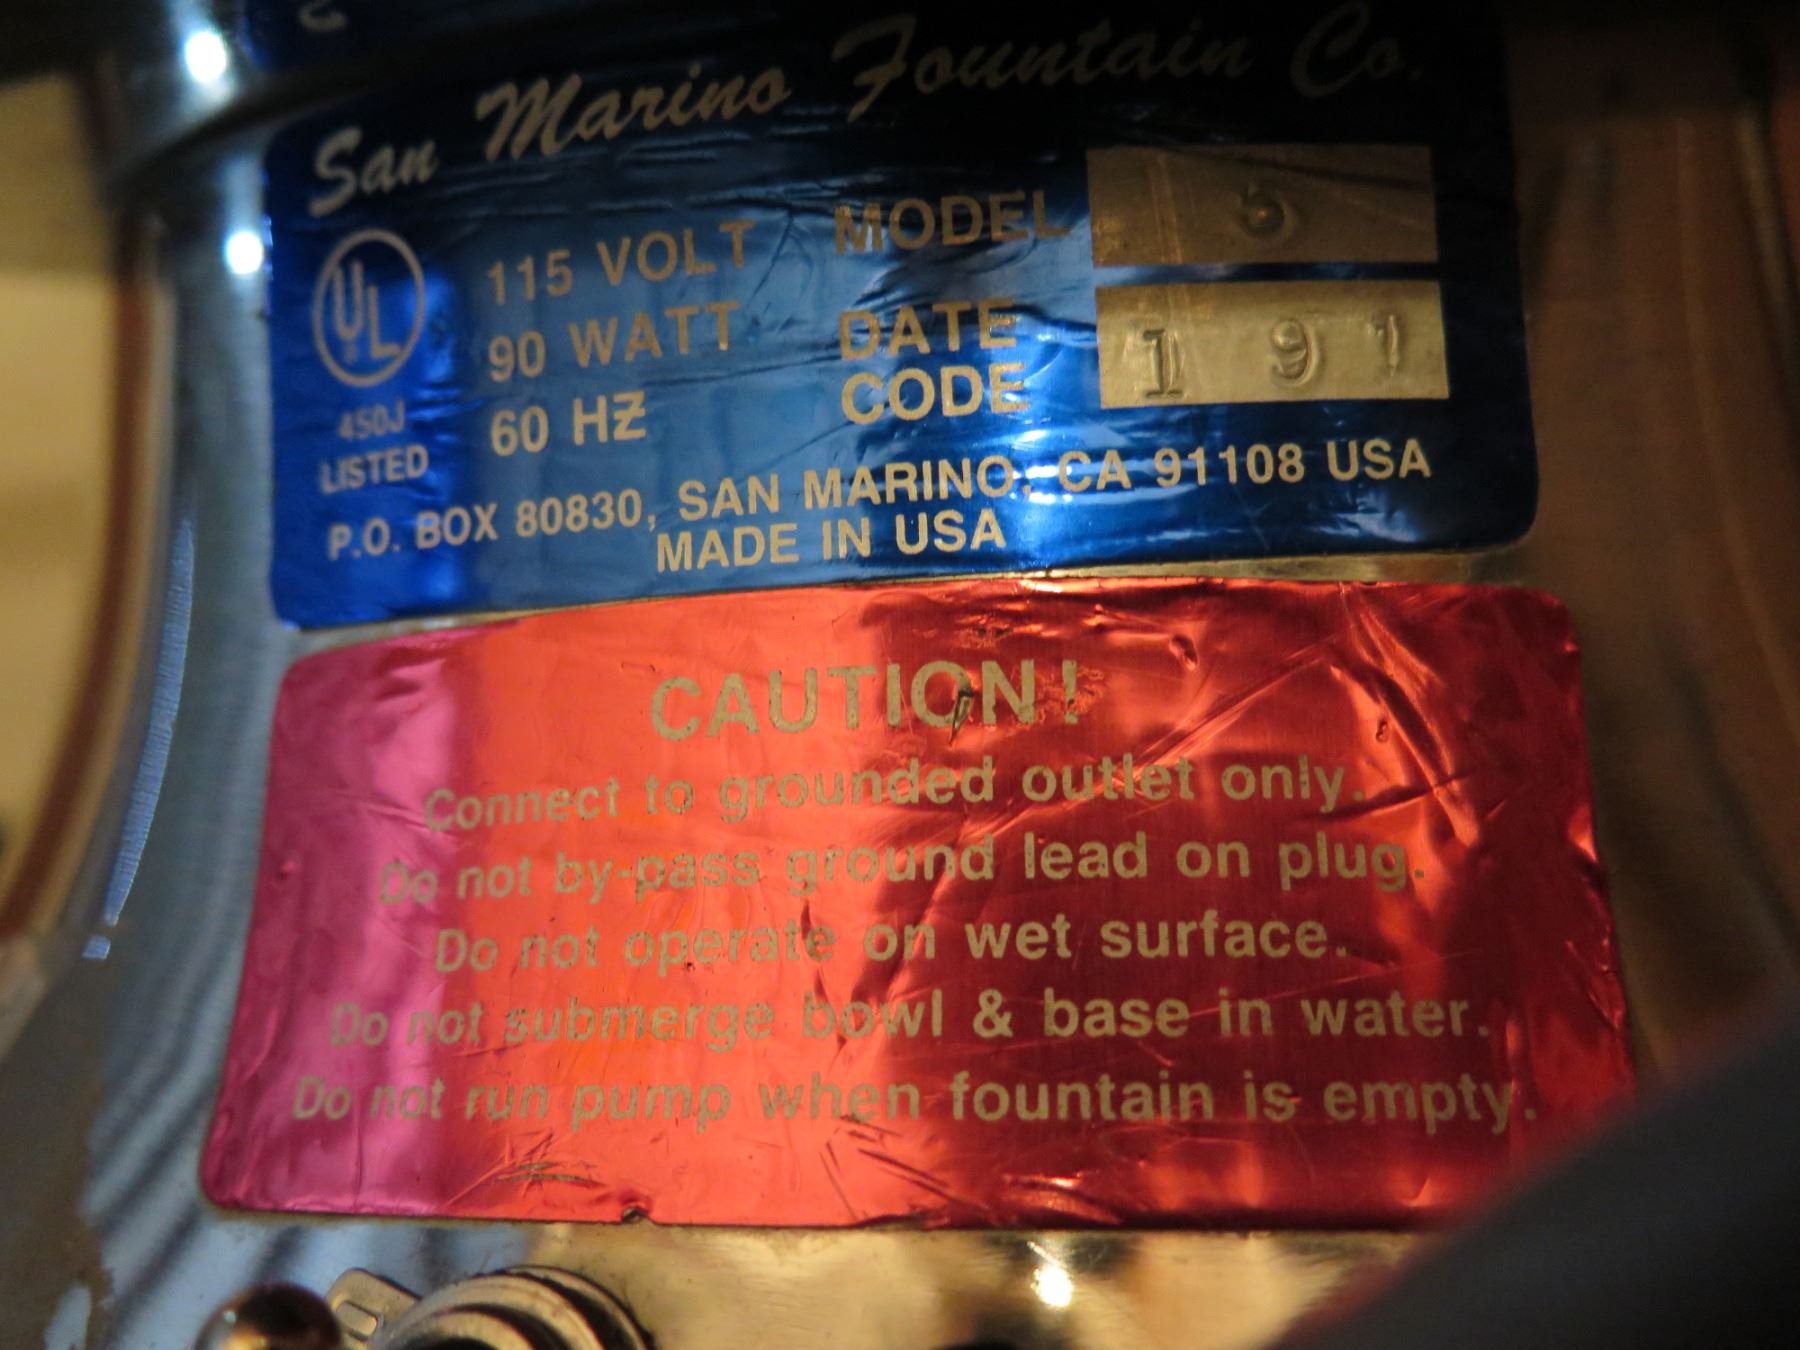 San Marino Fountain Co.
UL
450J
LISTED
115 VOLT
90 WATT
60 HZ
MODEL 5
DATE CODE 1 9 1
P.O. BOX 80830, SAN MARINO, CA 91108 USA
MADE IN USA
CAUTION!
Connect to grounded outlet only.
Do not by-pass ground lead on plug.
Do not operate on wet surface.
Do not submerge bowl & base in water.
Do not run pump when fountain is empty.